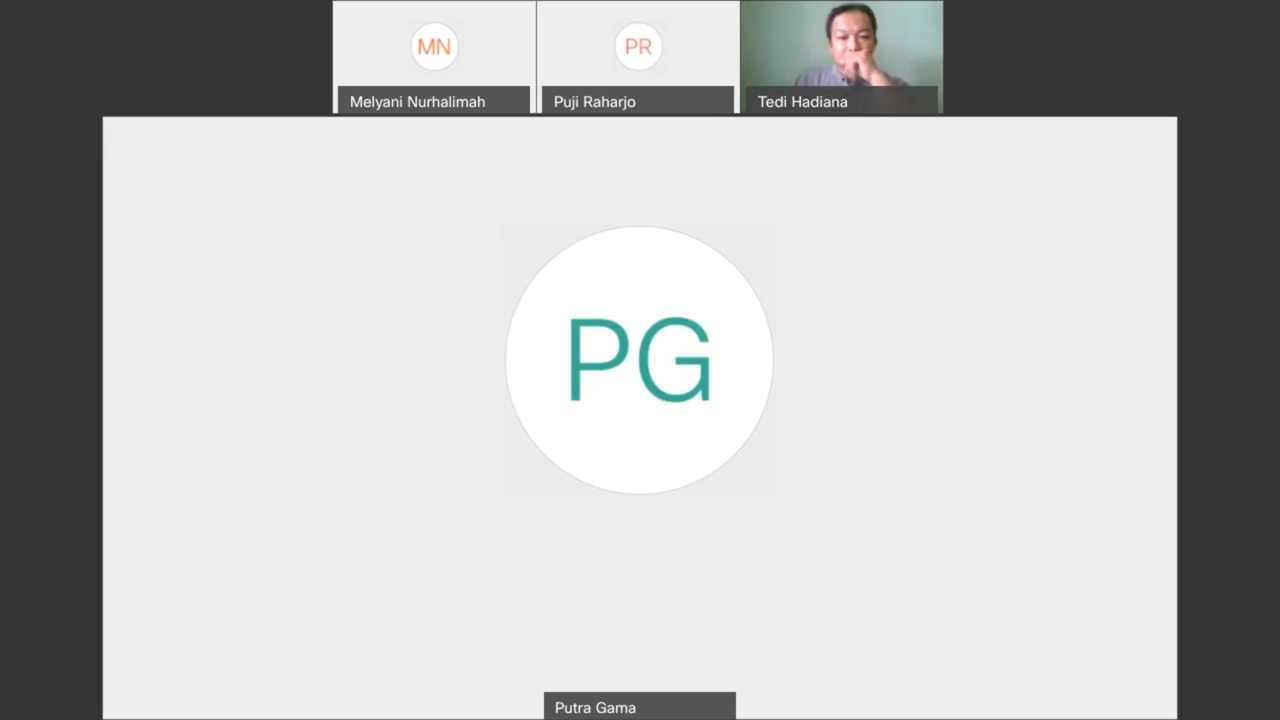 MN
PR
Melyani Nurhalimah
Puji Raharjo
Tedi Hadiana
PG
Putra Gama